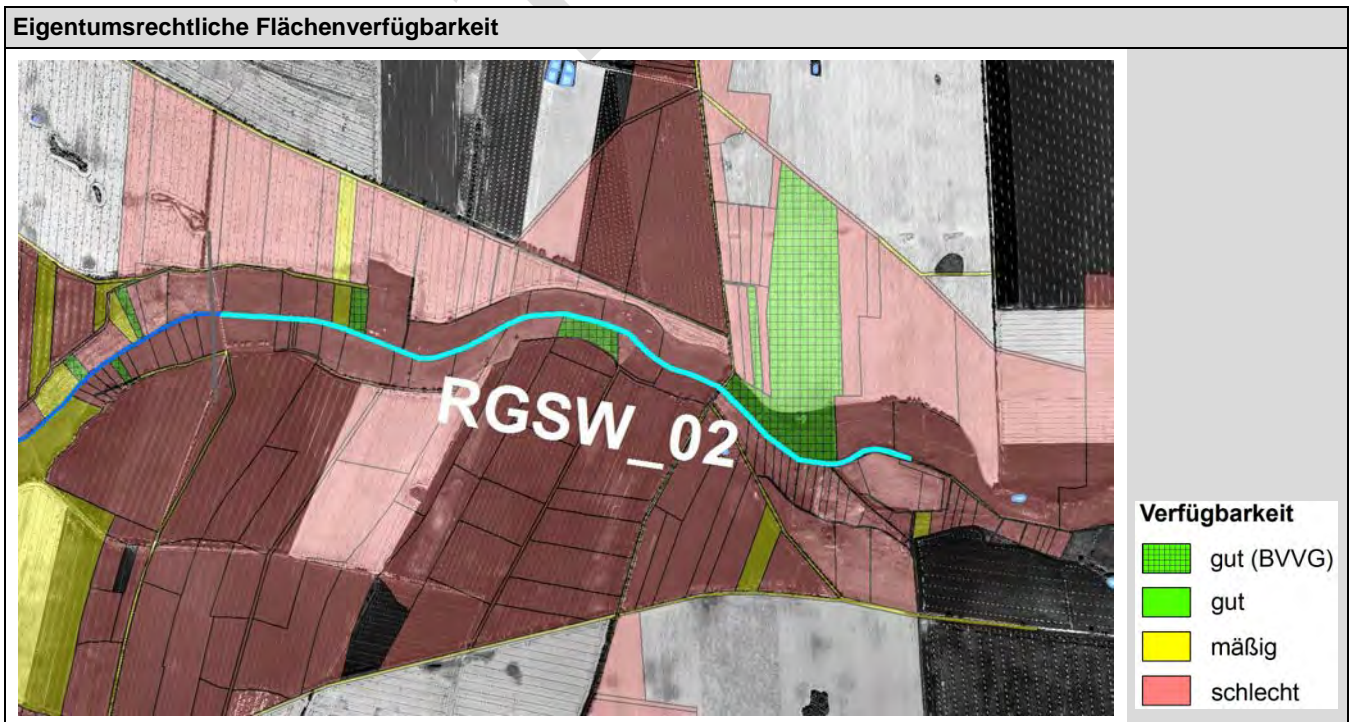 Eigentumsrechtliche Flächenverfügbarkeit
RGSW_02
Verfügbarkeit
gut (BVVG)
gut
mäßig
schlecht